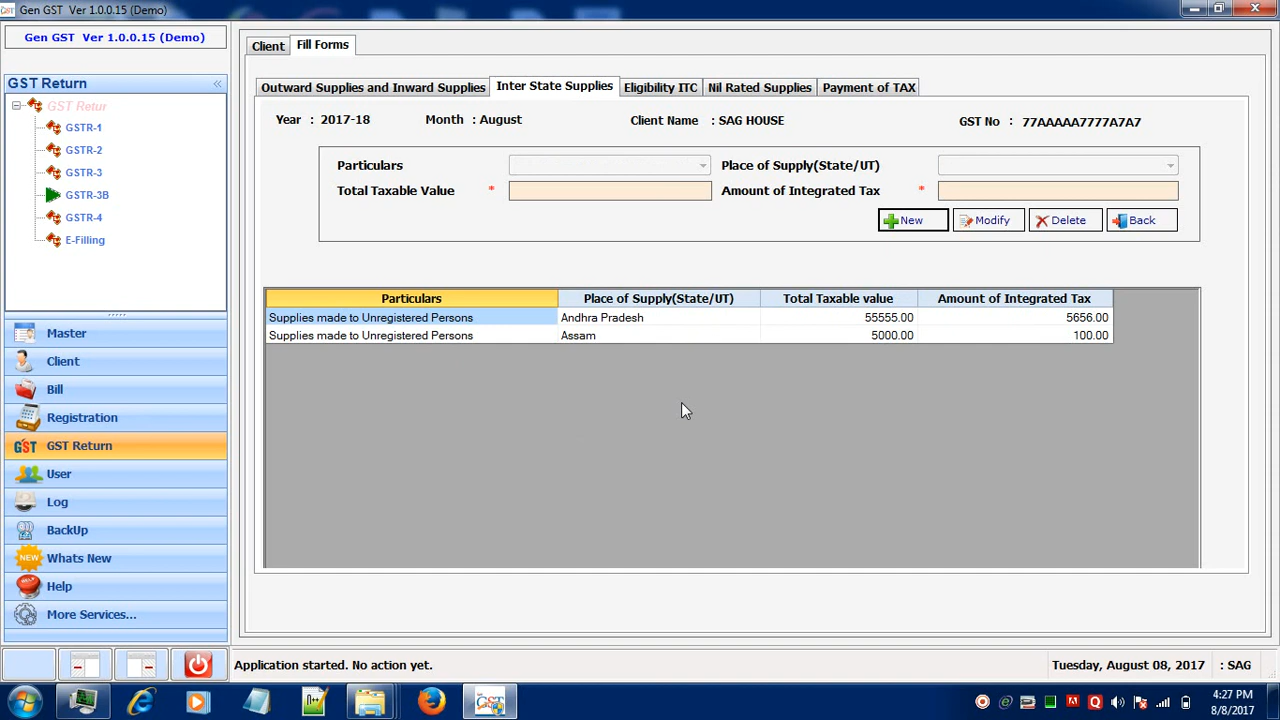 Gen GST Ver 1.0.0.15 (Demo)
Gen GST Ver 1.0.0.15 (Demo)
GST Return
GST Retur
GSTR-1
GSTR-2
GSTR-3
GSTR-3B
GSTR-4
E-Filling
Master
Client
Bill
Registration
GST GST Return
User
Log
BackUp
NEW Whats New
HELP Help
More Services...
Client Fill Forms
Outward Supplies and Inward Supplies Inter State Supplies Eligibility ITC Nil Rated Supplies Payment of TAX
Year : 2017-18 Month : August Client Name : SAG HOUSE GST No : 77AAAAA7777A7A7
Particulars Place of Supply(State/UT)
Total Taxable Value * Amount of Integrated Tax *
New Modify Delete Back
Particulars Place of Supply(State/UT) Total Taxable value Amount of Integrated Tax
Supplies made to Unregistered Persons Andhra Pradesh 55555.00 5656.00
Supplies made to Unregistered Persons Assam 5000.00 100.00
Application started. No action yet. Tuesday, August 08, 2017 : SAG
4:27 PM
8/8/2017